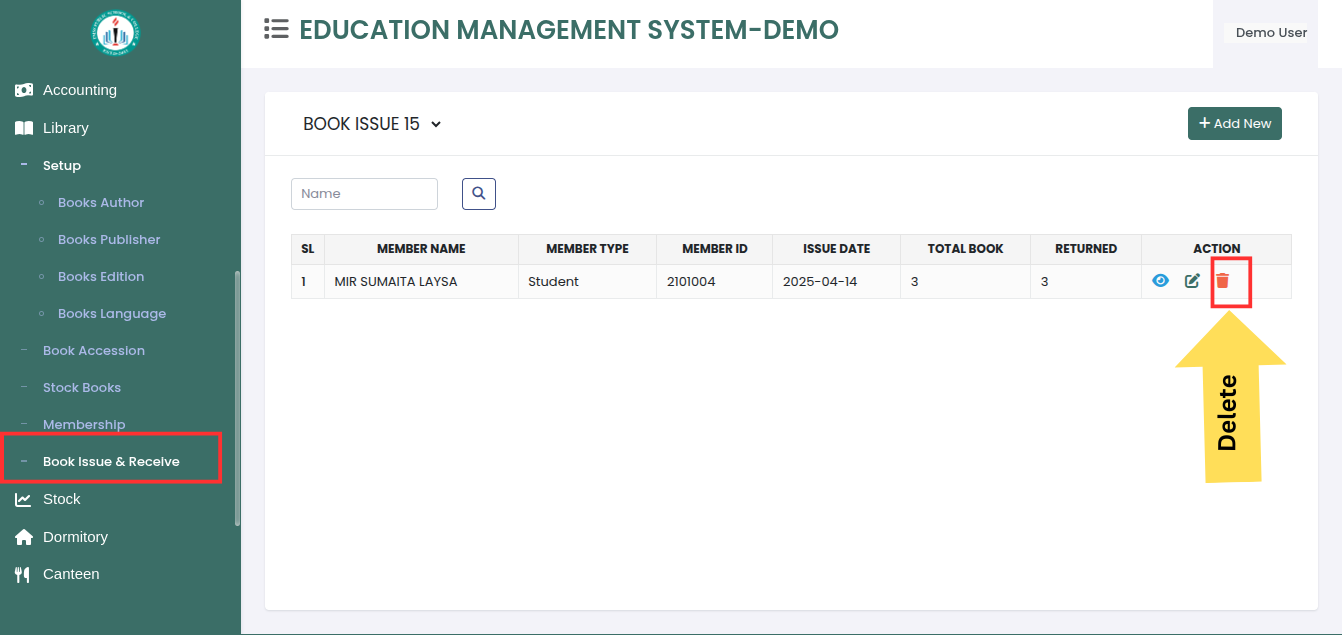 EDUCATION MANAGEMENT SYSTEM-DEMO
Demo User
Accounting
Library
Setup
Books Author
Books Publisher
Books Edition
Books Language
Book Accession
Stock Books
Membership
Book Issue & Receive
Stock
Dormitory
Canteen
BOOK ISSUE 15
+ Add New
Name
SL MEMBER NAME MEMBER TYPE MEMBER ID ISSUE DATE TOTAL BOOK RETURNED ACTION
1 MIR SUMAITA LAYSA Student 2101004 2025-04-14 3 3
Delete